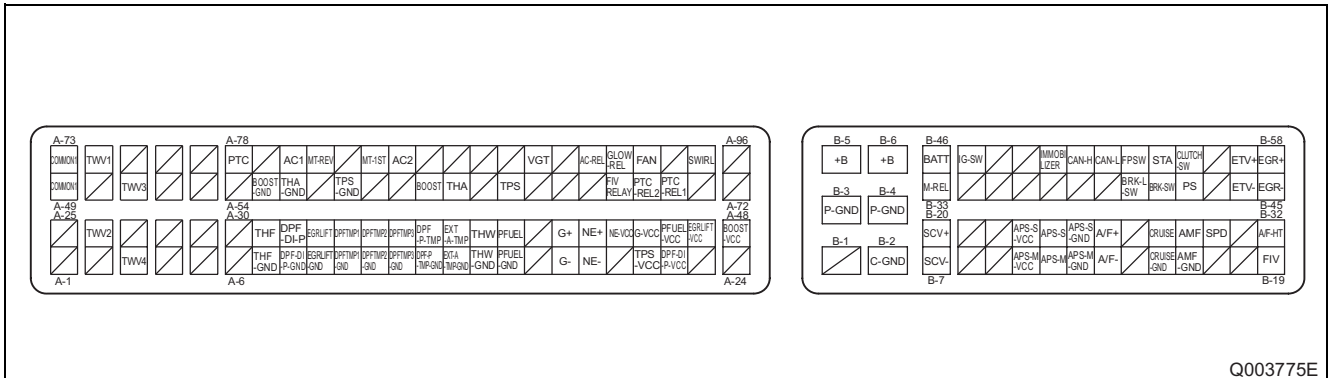 A-73 A-78 A-96
COMMON1 TWV1 PTC AC1 MT-REV MT-1ST AC2 VGT AC-REL GLOW-REL FAN SWIRL
COMMON1 TWV3 BOOST-GND THA-GND TPS-GND BOOST THA TPS FIV RELAY PTC-REL2 PTC-REL1
A-49 A-54 A-72
A-25 A-30 A-48
TWV2 THF DPF-DI-P EGRLIFT DPFTMP1 DPFTMP2 DPFTMP3 DPF-P-TMP EXT-A-TMP THW PFUEL G+ NE+ NE-VCC G-VCC PFUEL-VCC EGRLIFT-VCC BOOST-VCC
TWV4 THF-GND DPF-DI-P-GND EGRLIFT-GND DPFTMP1-GND DPFTMP2-GND DPFTMP3-GND DPF-P-TMP-GND EXT-A-TMP-GND THW-GND PFUEL-GND G- NE- TPS-VCC DPF-DI-P-VCC
A-1 A-6 A-24
B-5 B-6 B-46 B-58
+B +B BATT IG-SW IMMOBILIZER CAN-H CAN-L FPSW STA CLUTCH-SW ETV+ EGR+
M-REL BRK-L-SW BRK-SW PS ETV- EGR-
B-3 B-4 B-33 B-45
P-GND P-GND B-20 B-32
SCV+ APS-S-VCC APS-S APS-S-GND A/F+ CRUISE AMF SPD A/F-HT
B-1 B-2
C-GND SCV- APS-M-VCC APS-M APS-M-GND A/F- CRUISE-GND AMF-GND FIV
B-7 B-19
Q003775E